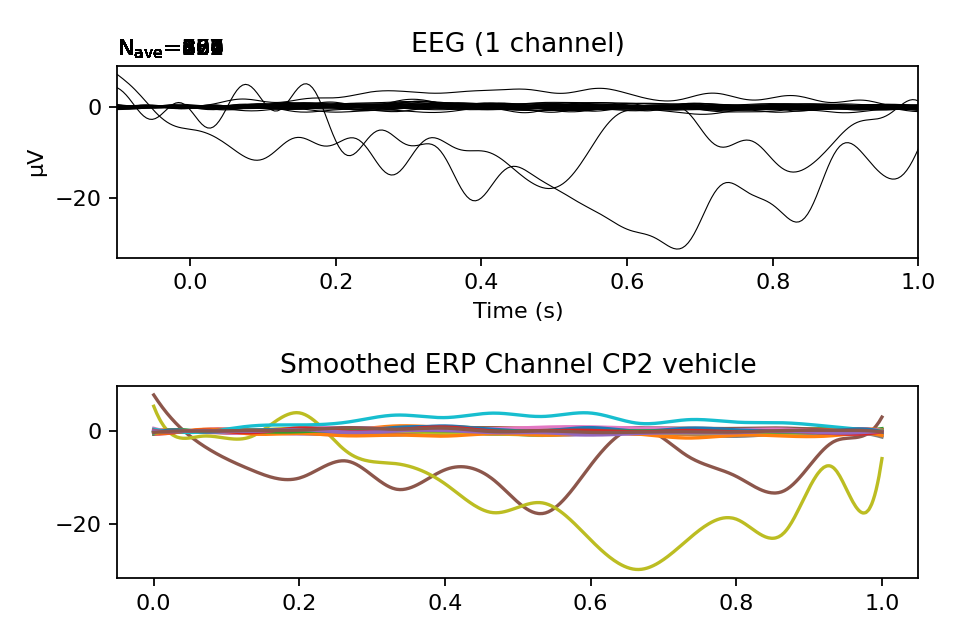 N_ave=
EEG (1 channel)
0
−20
µV
0.0 0.2 0.4 0.6 0.8 1.0
Time (s)
Smoothed ERP Channel CP2 vehicle
0
−20
0.0 0.2 0.4 0.6 0.8 1.0